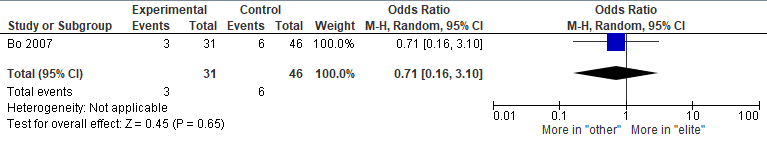 Experimental Control Odds Ratio Odds Ratio
Study or Subgroup Events Total Events Total Weight M-H, Random, 95% CI M-H, Random, 95% CI
Bo 2007 3 31 6 46 100.0% 0.71 [0.16, 3.10]
Total (95% CI) 31 46 100.0% 0.71 [0.16, 3.10]
Total events 3 6
Heterogeneity: Not applicable
Test for overall effect: Z = 0.45 (P = 0.65)
0.01 0.1 1 10 100
More in "other" More in "elite"